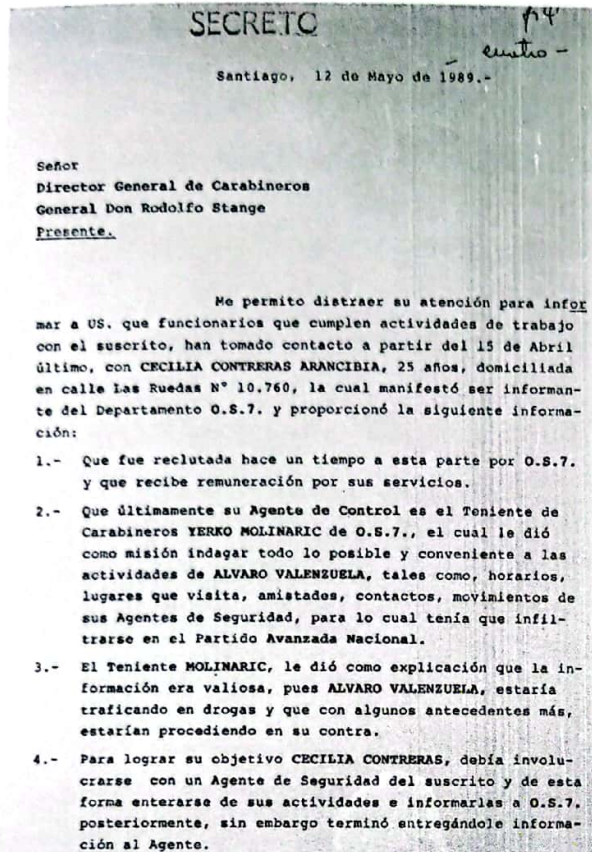 SECRETO
cuatro -
Santiago, 12 de Mayo de 1989.-
Señor
Director General de Carabineros
General Don Rodolfo Stange
Presente.
Me permito distraer su atención para infor
mar a US. que funcionarios que cumplen actividades de trabajo
con el suscrito, han tomado contacto a partir del 15 de Abril
último, con CECILIA CONTRERAS ARANCIBIA, 25 años, domiciliada
en calle Las Ruedas N° 10.760, la cual manifestó ser informan-
te del Departamento O.S.7. y proporcionó la siguiente informa-
ción:
1.- Que fue reclutada hace un tiempo a esta parte por O.S.7.
y que recibe remuneración por sus servicios.
2.- Que últimamente su Agente de Control es el Teniente de
Carabineros YERKO MOLINARIC de O.S.7., el cual le dió
como misión indagar todo lo posible y conveniente a las
actividades de ALVARO VALENZUELA, tales como, horarios,
lugares que visita, amistades, contactos, movimientos de
sus Agentes de Seguridad, para lo cual tenía que infil-
trarse en el Partido Avanzada Nacional.
3.- El Teniente MOLINARIC, le dió como explicación que la in-
formación era valiosa, pues ALVARO VALENZUELA, estaría
traficando en drogas y que con algunos antecedentes más,
estarían procediendo en su contra.
4.- Para lograr su objetivo CECILIA CONTRERAS, debía involu-
crarse con un Agente de Seguridad del suscrito y de esta
forma enterarse de sus actividades e informarlas a O.S.7.
posteriormente, sin embargo terminó entregándole informa-
ción al Agente.